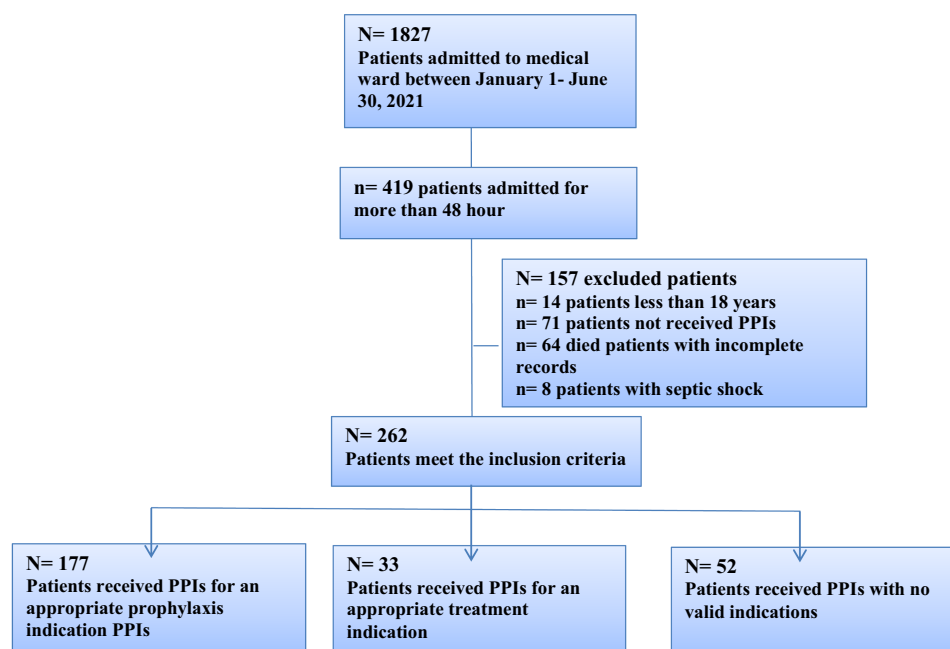 N= 1827
Patients admitted to medical
ward between January 1- June
30, 2021
n= 419 patients admitted for
more than 48 hour
N= 157 excluded patients
n= 14 patients less than 18 years
n= 71 patients not received PPIs
n= 64 died patients with incomplete
records
n= 8 patients with septic shock
N= 262
Patients meet the inclusion criteria
N= 177
Patients received PPIs for an
appropriate prophylaxis
indication PPIs
N= 33
Patients received PPIs for an
appropriate treatment
indication
N= 52
Patients received PPIs with no
valid indications